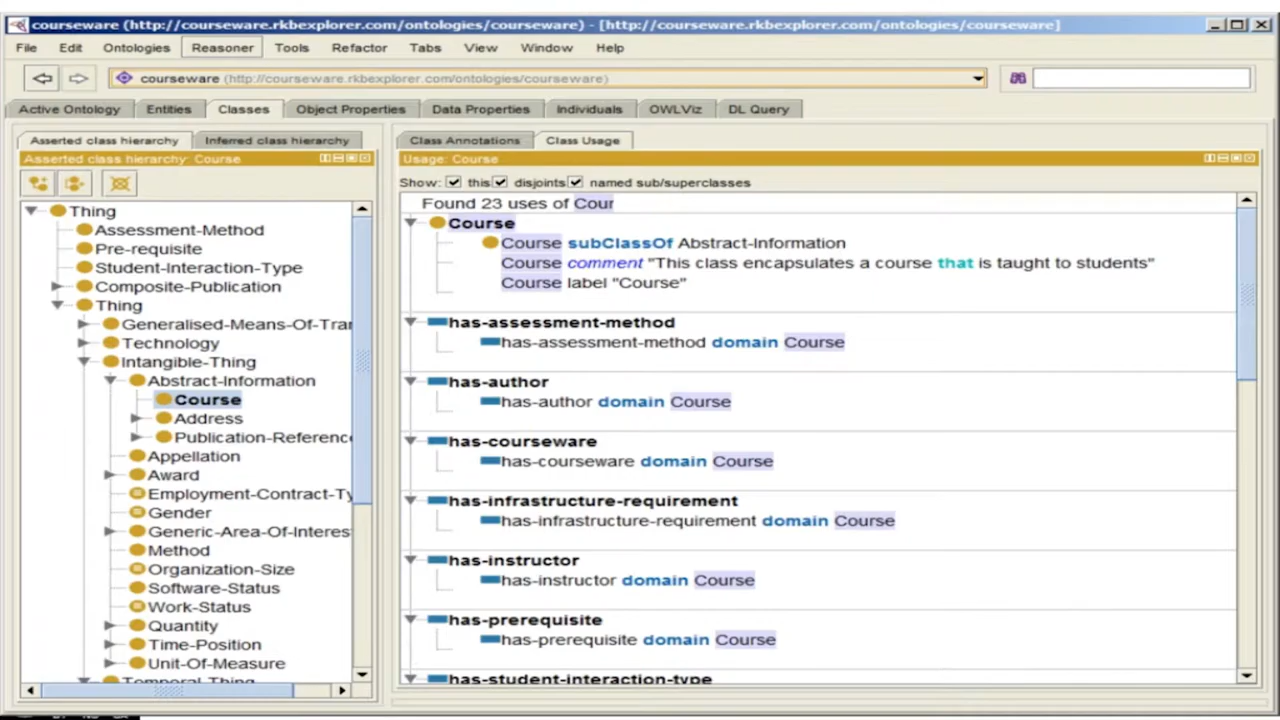 courseware (http://courseware.rkbexplorer.com/ontologies/courseware) - [http://courseware.rkbexplorer.com/ontologies/courseware]
File Edit Ontologies Reasoner Tools Refactor Tabs View Window Help
courseware (http://courseware.rkbexplorer.com/ontologies/courseware)
Active Ontology Entities Classes Object Properties Data Properties Individuals OWLViz DL Query
Asserted class hierarchy Inferred class hierarchy
Asserted class hierarchy: Course
Thing
Assessment-Method
Pre-requisite
Student-Interaction-Type
Composite-Publication
Thing
Generalised-Means-Of-Trar
Technology
Intangible-Thing
Abstract-Information
Course
Address
Publication-Reference
Appellation
Award
Employment-Contract-Ty
Gender
Generic-Area-Of-Interes
Method
Organization-Size
Software-Status
Work-Status
Quantity
Time-Position
Unit-Of-Measure
Temporal-Thing
Class Annotations Class Usage
Usage: Course
Show: this disjoints named sub/superclasses
Found 23 uses of Cour
Course
Course subClassOf Abstract-Information
Course comment "This class encapsulates a course that is taught to students"
Course label "Course"
has-assessment-method
has-assessment-method domain Course
has-author
has-author domain Course
has-courseware
has-courseware domain Course
has-infrastructure-requirement
has-infrastructure-requirement domain Course
has-instructor
has-instructor domain Course
has-prerequisite
has-prerequisite domain Course
has-student-interaction-type